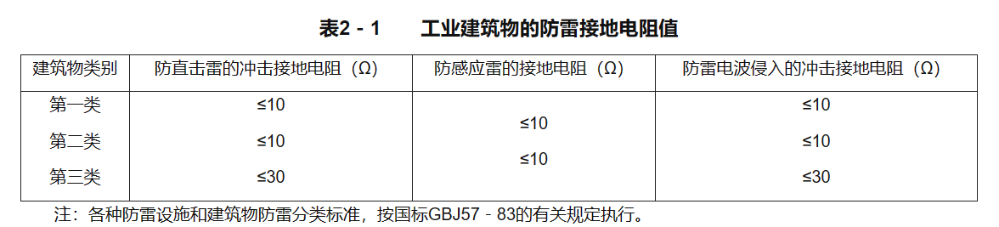 表2－1　　工业建筑物的防雷接地电阻值
建筑物类别 防直击雷的冲击接地电阻（Ω） 防感应雷的接地电阻（Ω） 防雷电波侵入的冲击接地电阻（Ω）
第一类 ≤10 ≤10
≤10
第二类 ≤10 ≤10
≤10
第三类 ≤30 ≤30
注：各种防雷设施和建筑物防雷分类标准，按国标GBJ57－83的有关规定执行。